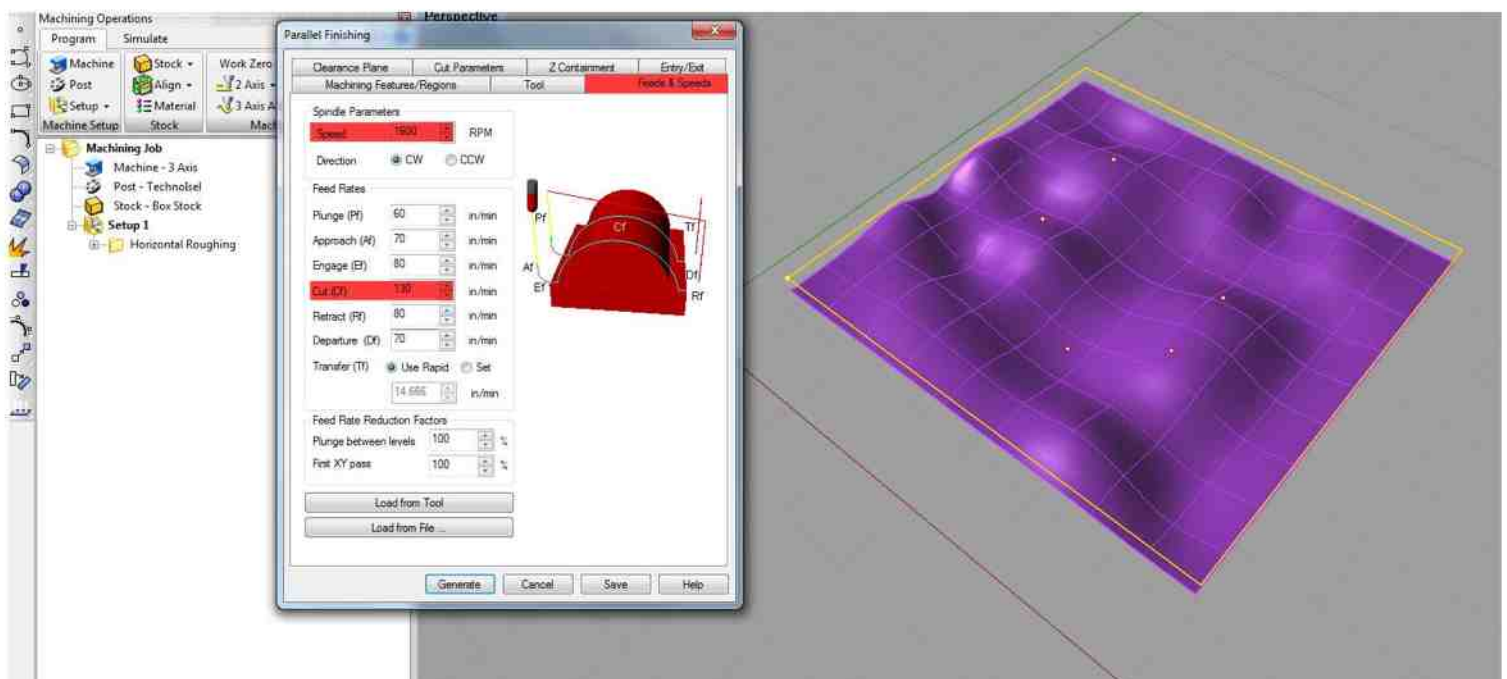 Machining Operations
Program Simulate
Machine Stock Work Zero
Post Align 2 Axis
Setup Material 3 Axis A
Machine Setup Stock Mach
Machining Job
Machine - 3 Axis
Post - Technolsel
Stock - Box Stock
Setup 1
Horizontal Roughing
Perspective
Parallel Finishing
Clearance Plane Cut Parameters Z Containment Entry/Exit
Machining Features/Regions Tool Feeds & Speeds
Spindle Parameters
Speed 1600 RPM
Direction CW CCW
Feed Rates
Plunge (Pf) 60 in/min
Approach (Af) 70 in/min
Engage (Ef) 80 in/min
Cut (Cf) 130 in/min
Retract (Rf) 80 in/min
Departure (Df) 70 in/min
Transfer (Tf) Use Rapid Set
14.666 in/min
Pf Cf Tf
Af Df
Ef Rf
Feed Rate Reduction Factors
Plunge between levels 100 %
First XY pass 100 %
Load from Tool
Load from File ...
Generate Cancel Save Help